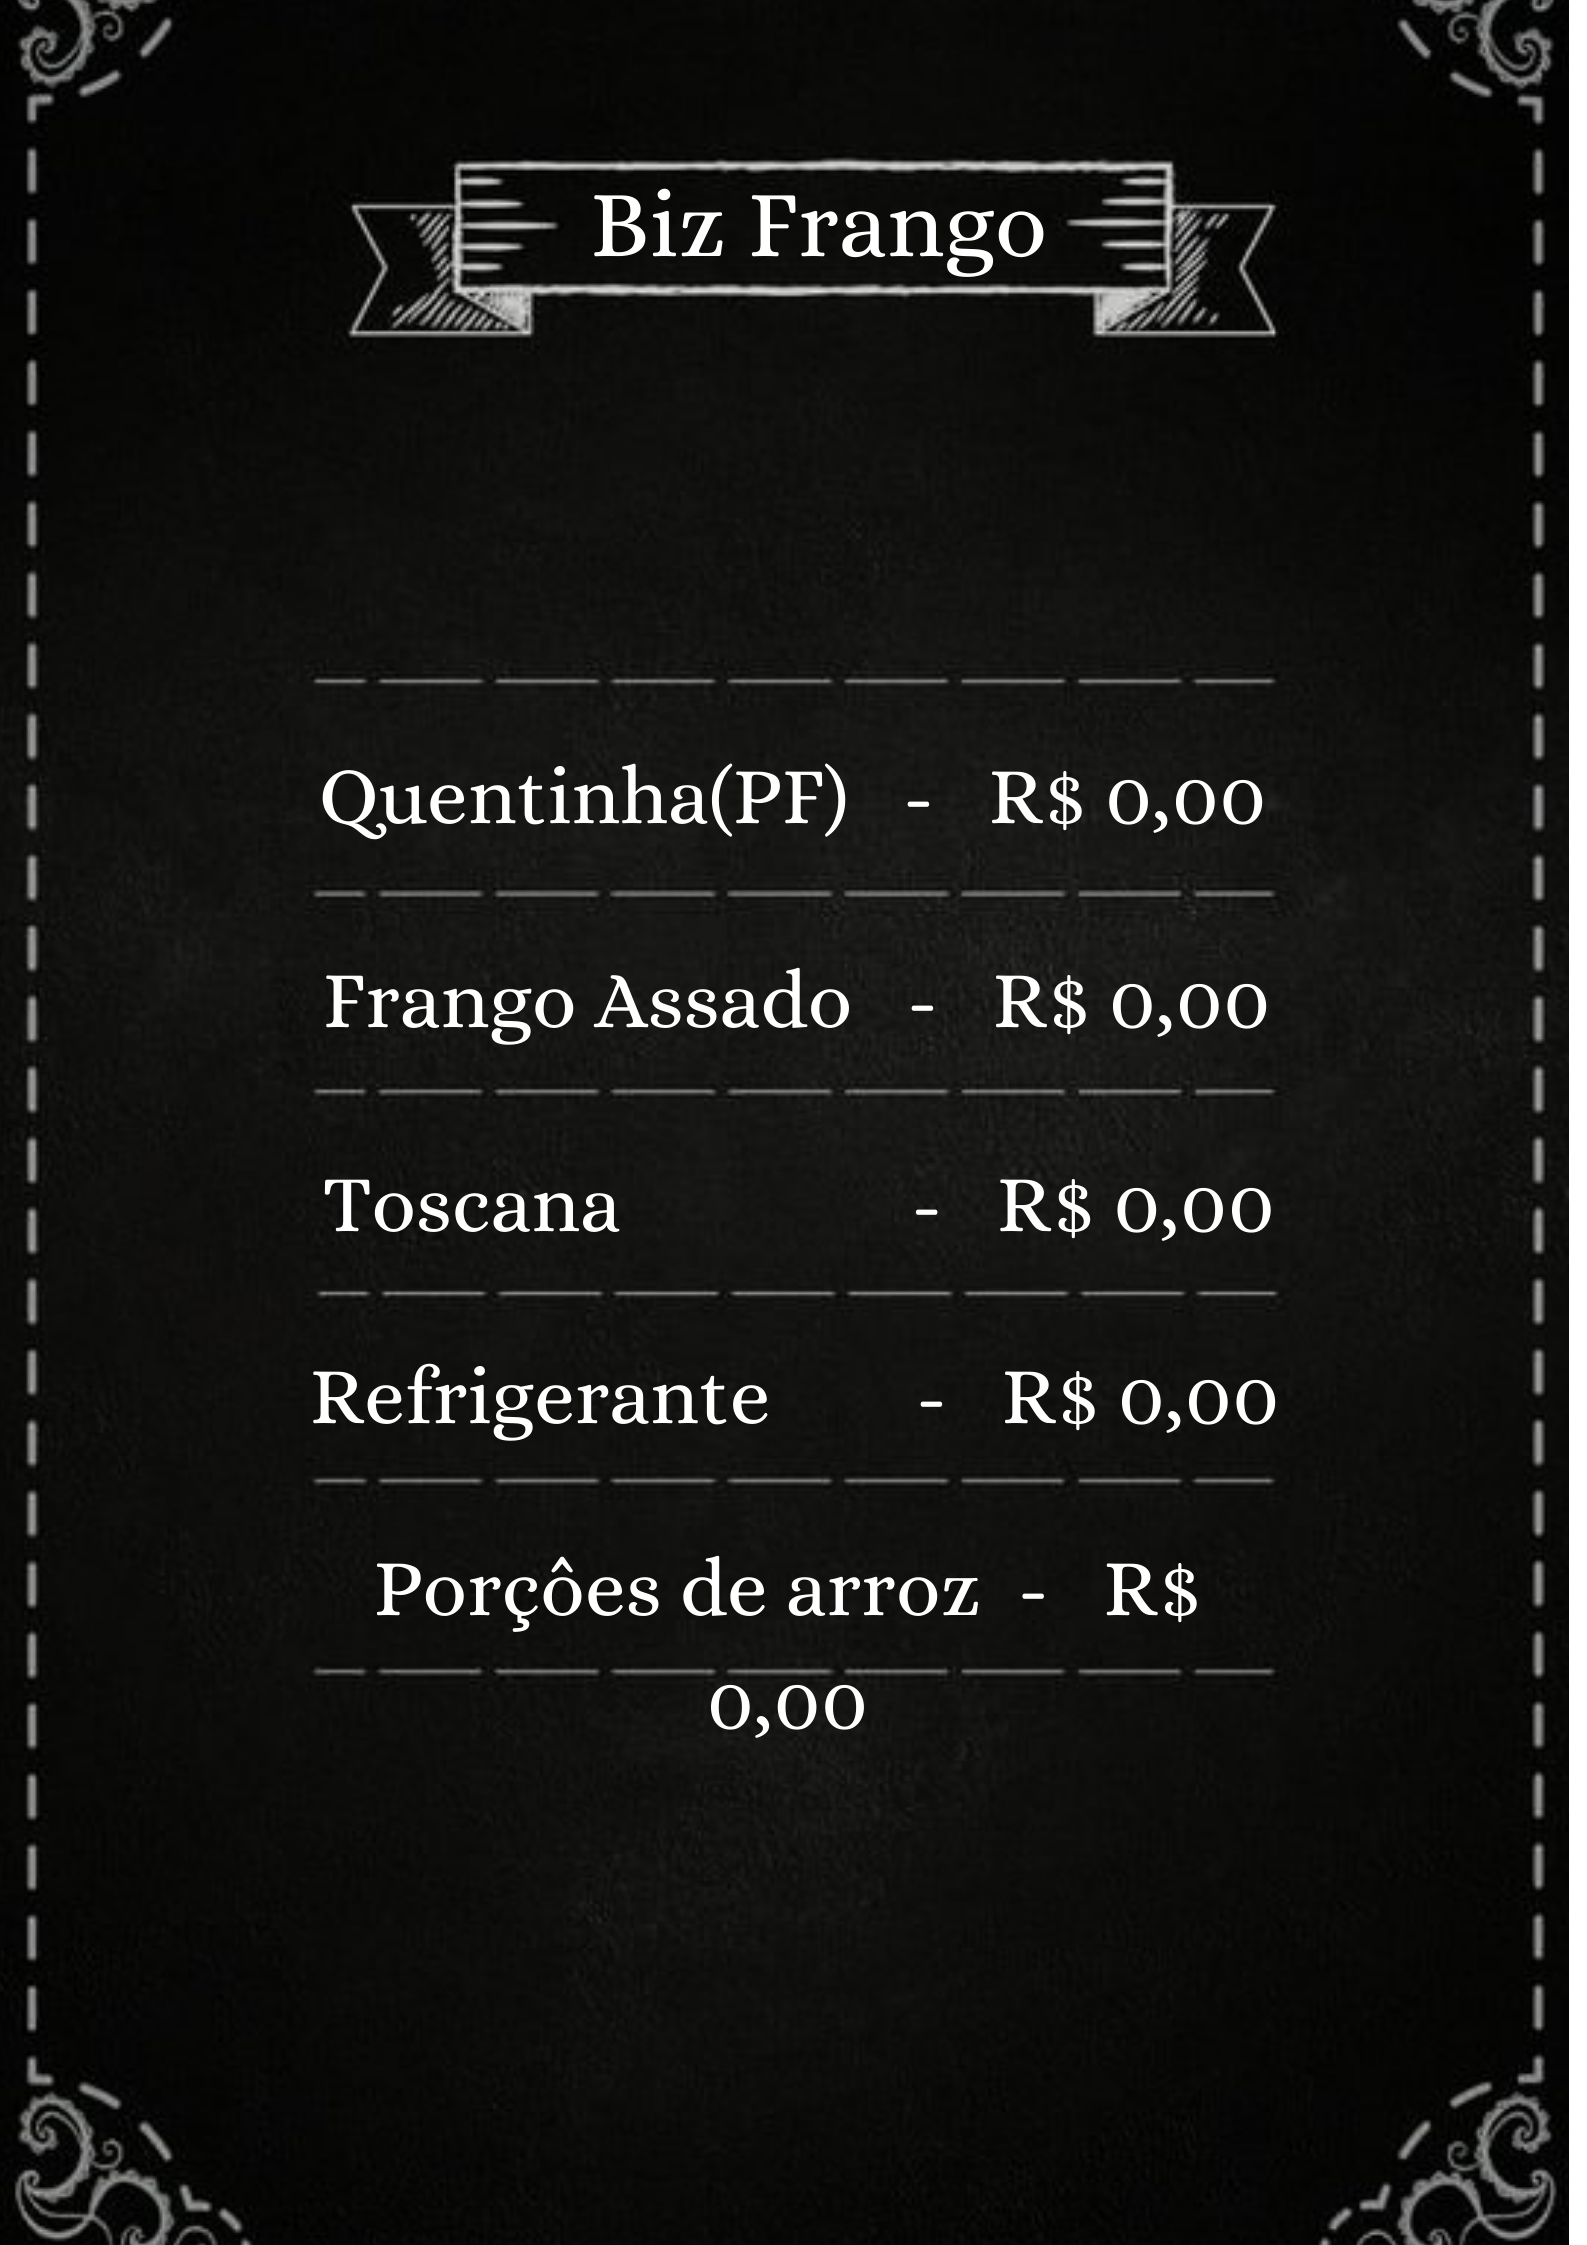 Biz Frango
Quentinha(PF) - R$ 0,00
Frango Assado - R$ 0,00
Toscana - R$ 0,00
Refrigerante - R$ 0,00
Porçôes de arroz - R$
0,00